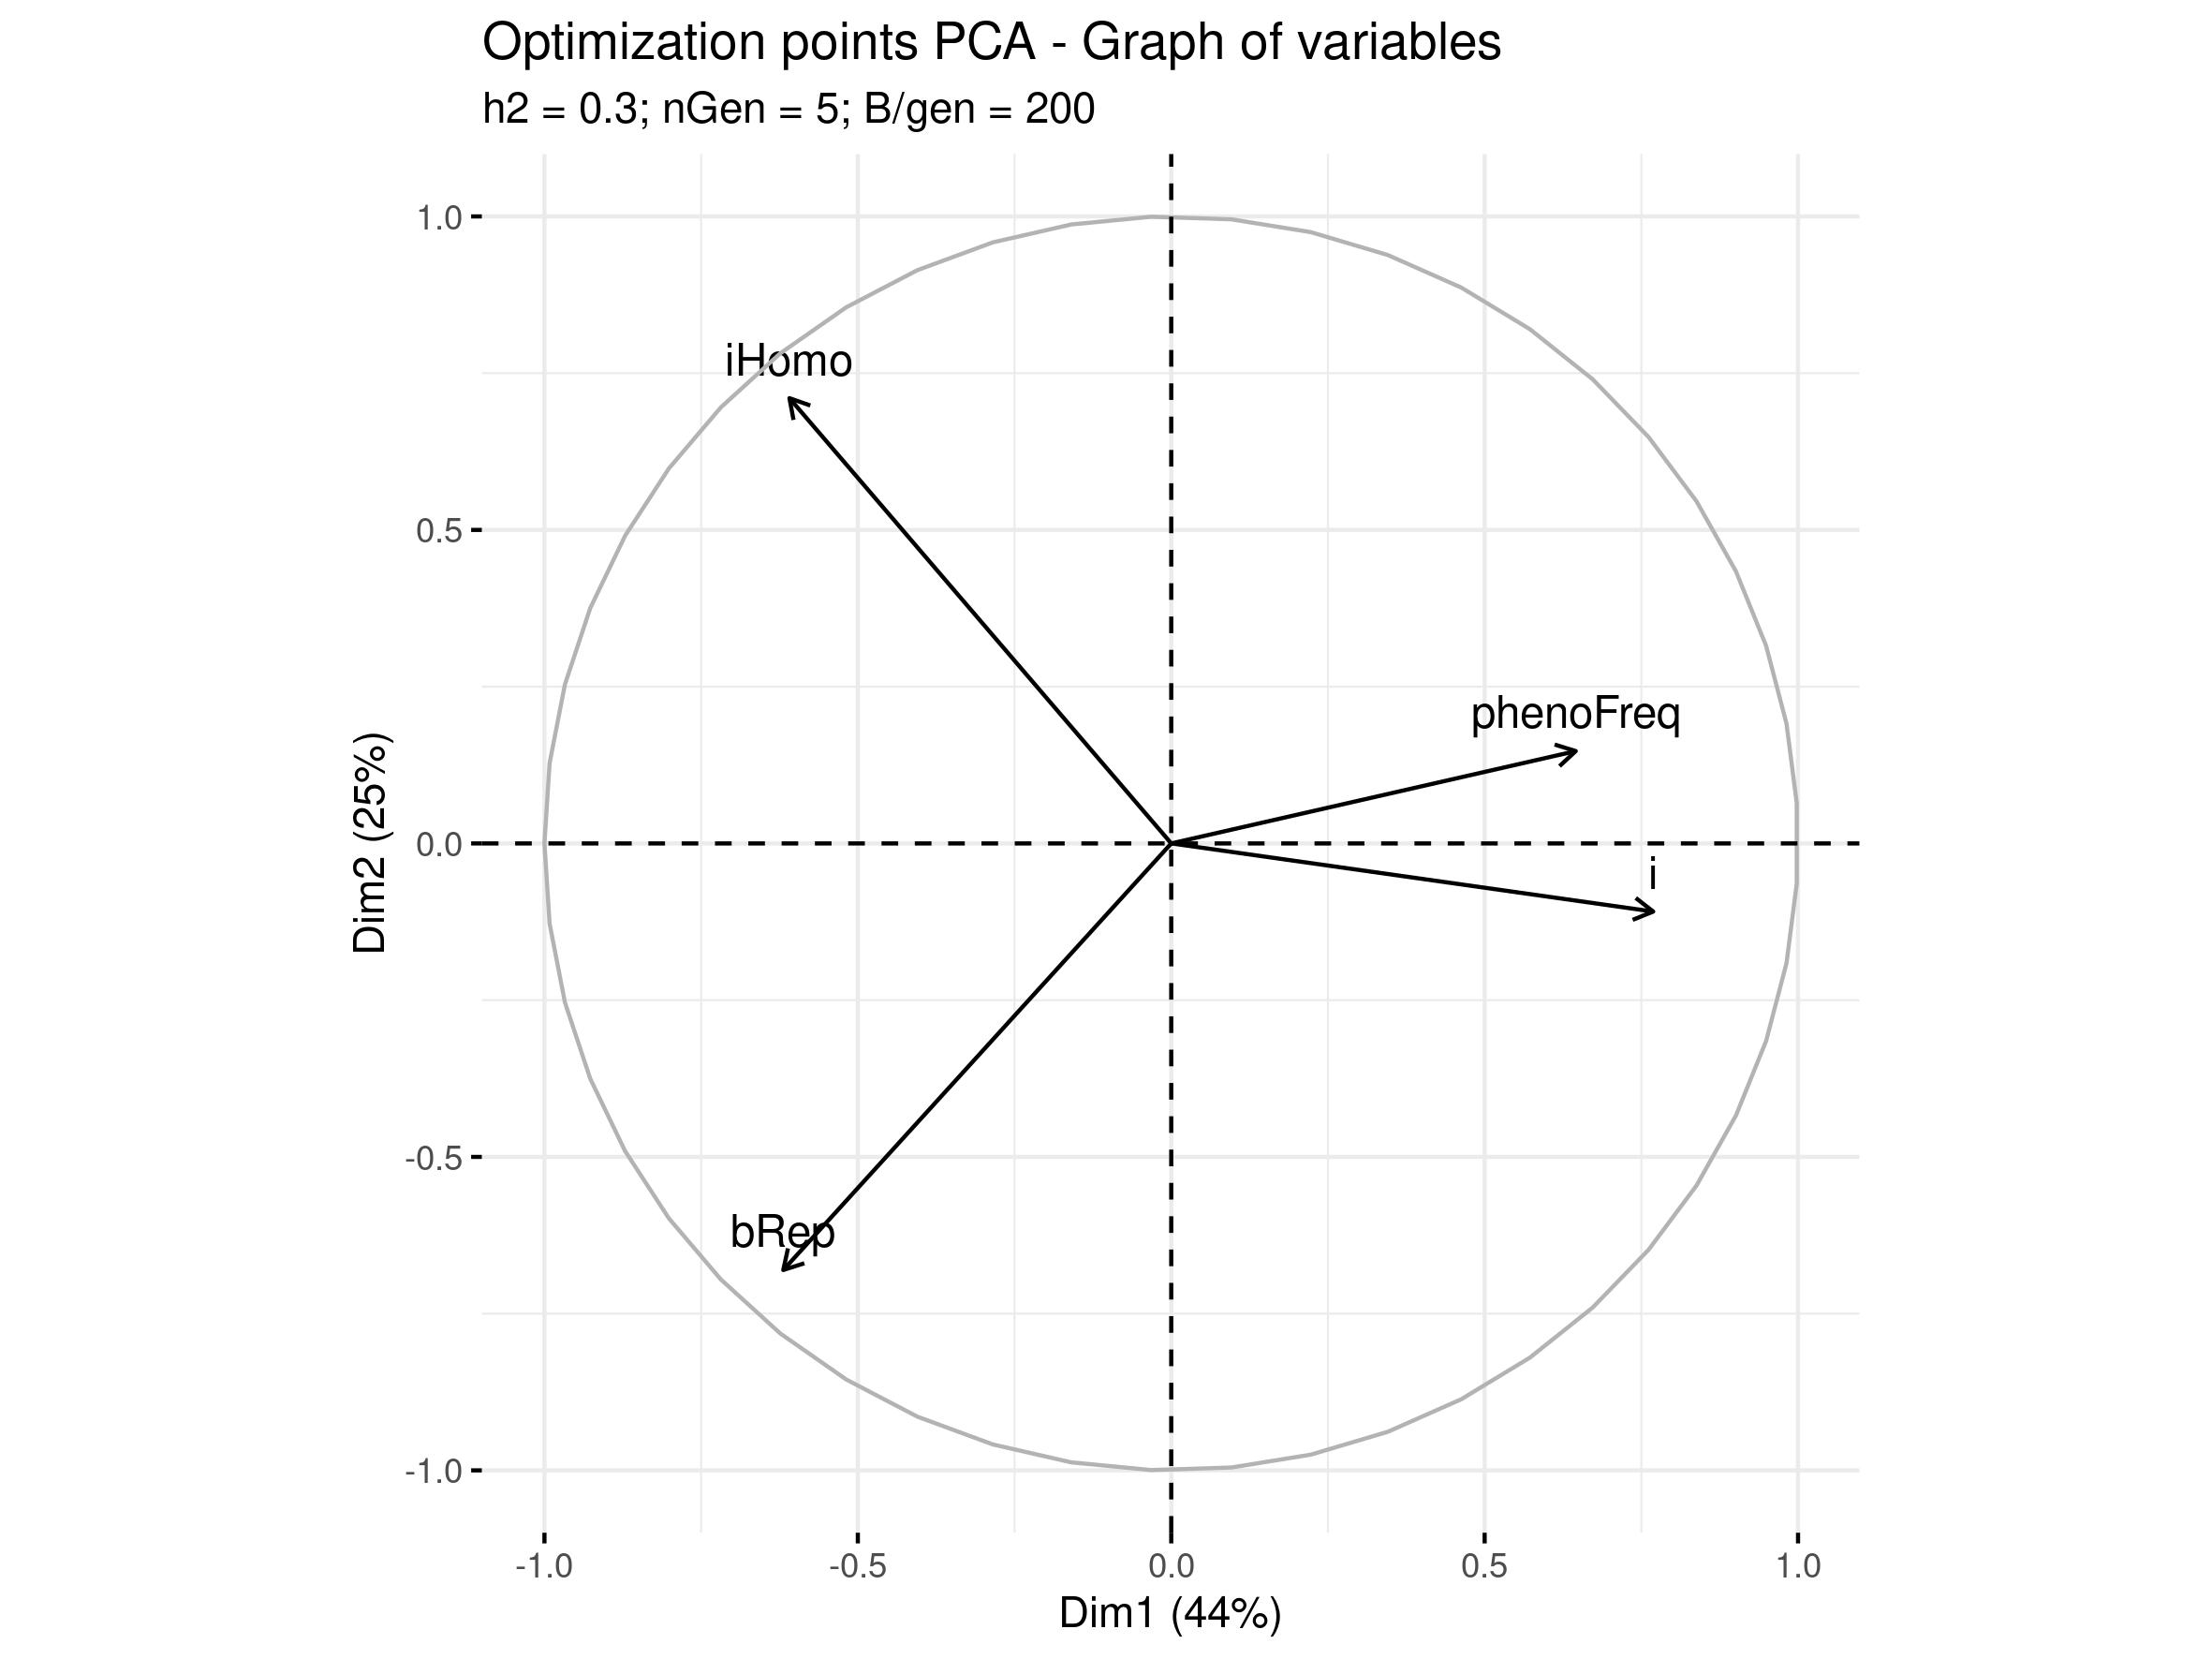 Optimization points PCA - Graph of variables
h2 = 0.3; nGen = 5; B/gen = 200
1.0
iHomo
0.5
phenoFreq
0.0
i
Dim2 (25%)
-0.5
bRep
-1.0
-1.0 -0.5 0.0 0.5 1.0
Dim1 (44%)